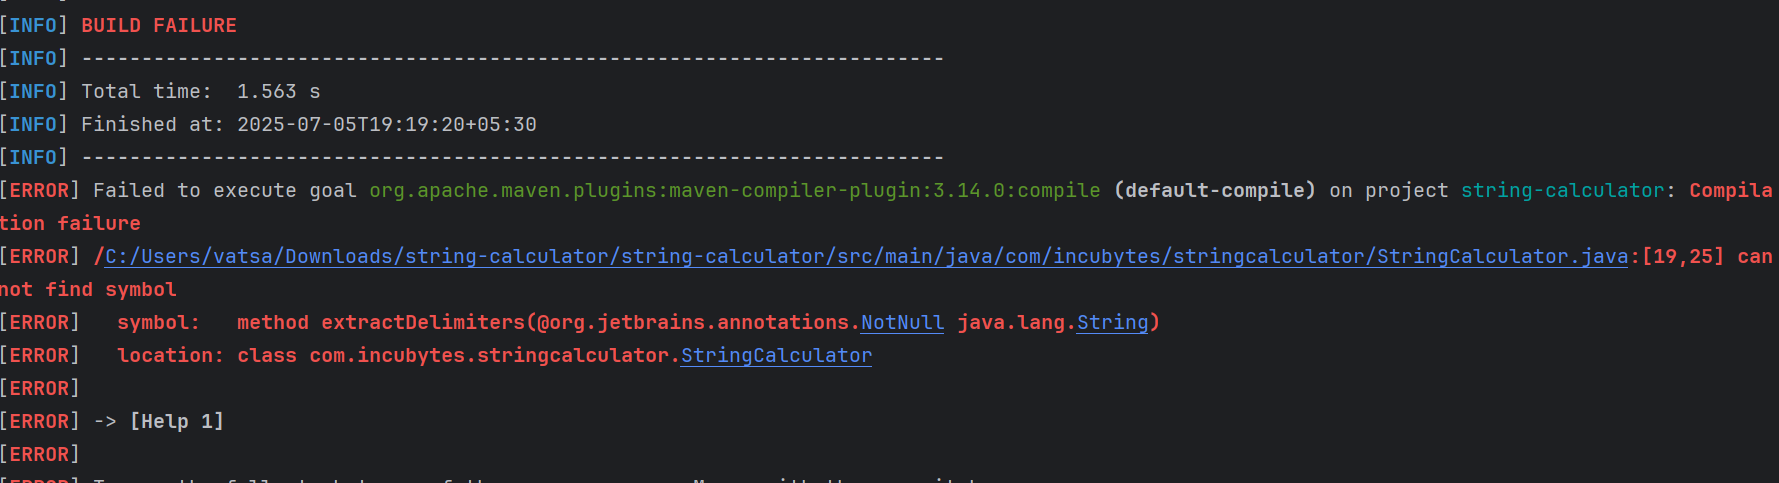 [INFO] BUILD FAILURE
[INFO] ------------------------------------------------------------------------
[INFO] Total time:  1.563 s
[INFO] Finished at: 2025-07-05T19:19:20+05:30
[INFO] ------------------------------------------------------------------------
[ERROR] Failed to execute goal org.apache.maven.plugins:maven-compiler-plugin:3.14.0:compile (default-compile) on project string-calculator: Compila
tion failure
[ERROR] /C:/Users/vatsa/Downloads/string-calculator/string-calculator/src/main/java/com/incubytes/stringcalculator/StringCalculator.java:[19,25] can
not find symbol
[ERROR]   symbol:   method extractDelimiters(@org.jetbrains.annotations.NotNull java.lang.String)
[ERROR]   location: class com.incubytes.stringcalculator.StringCalculator
[ERROR]
[ERROR] -> [Help 1]
[ERROR]